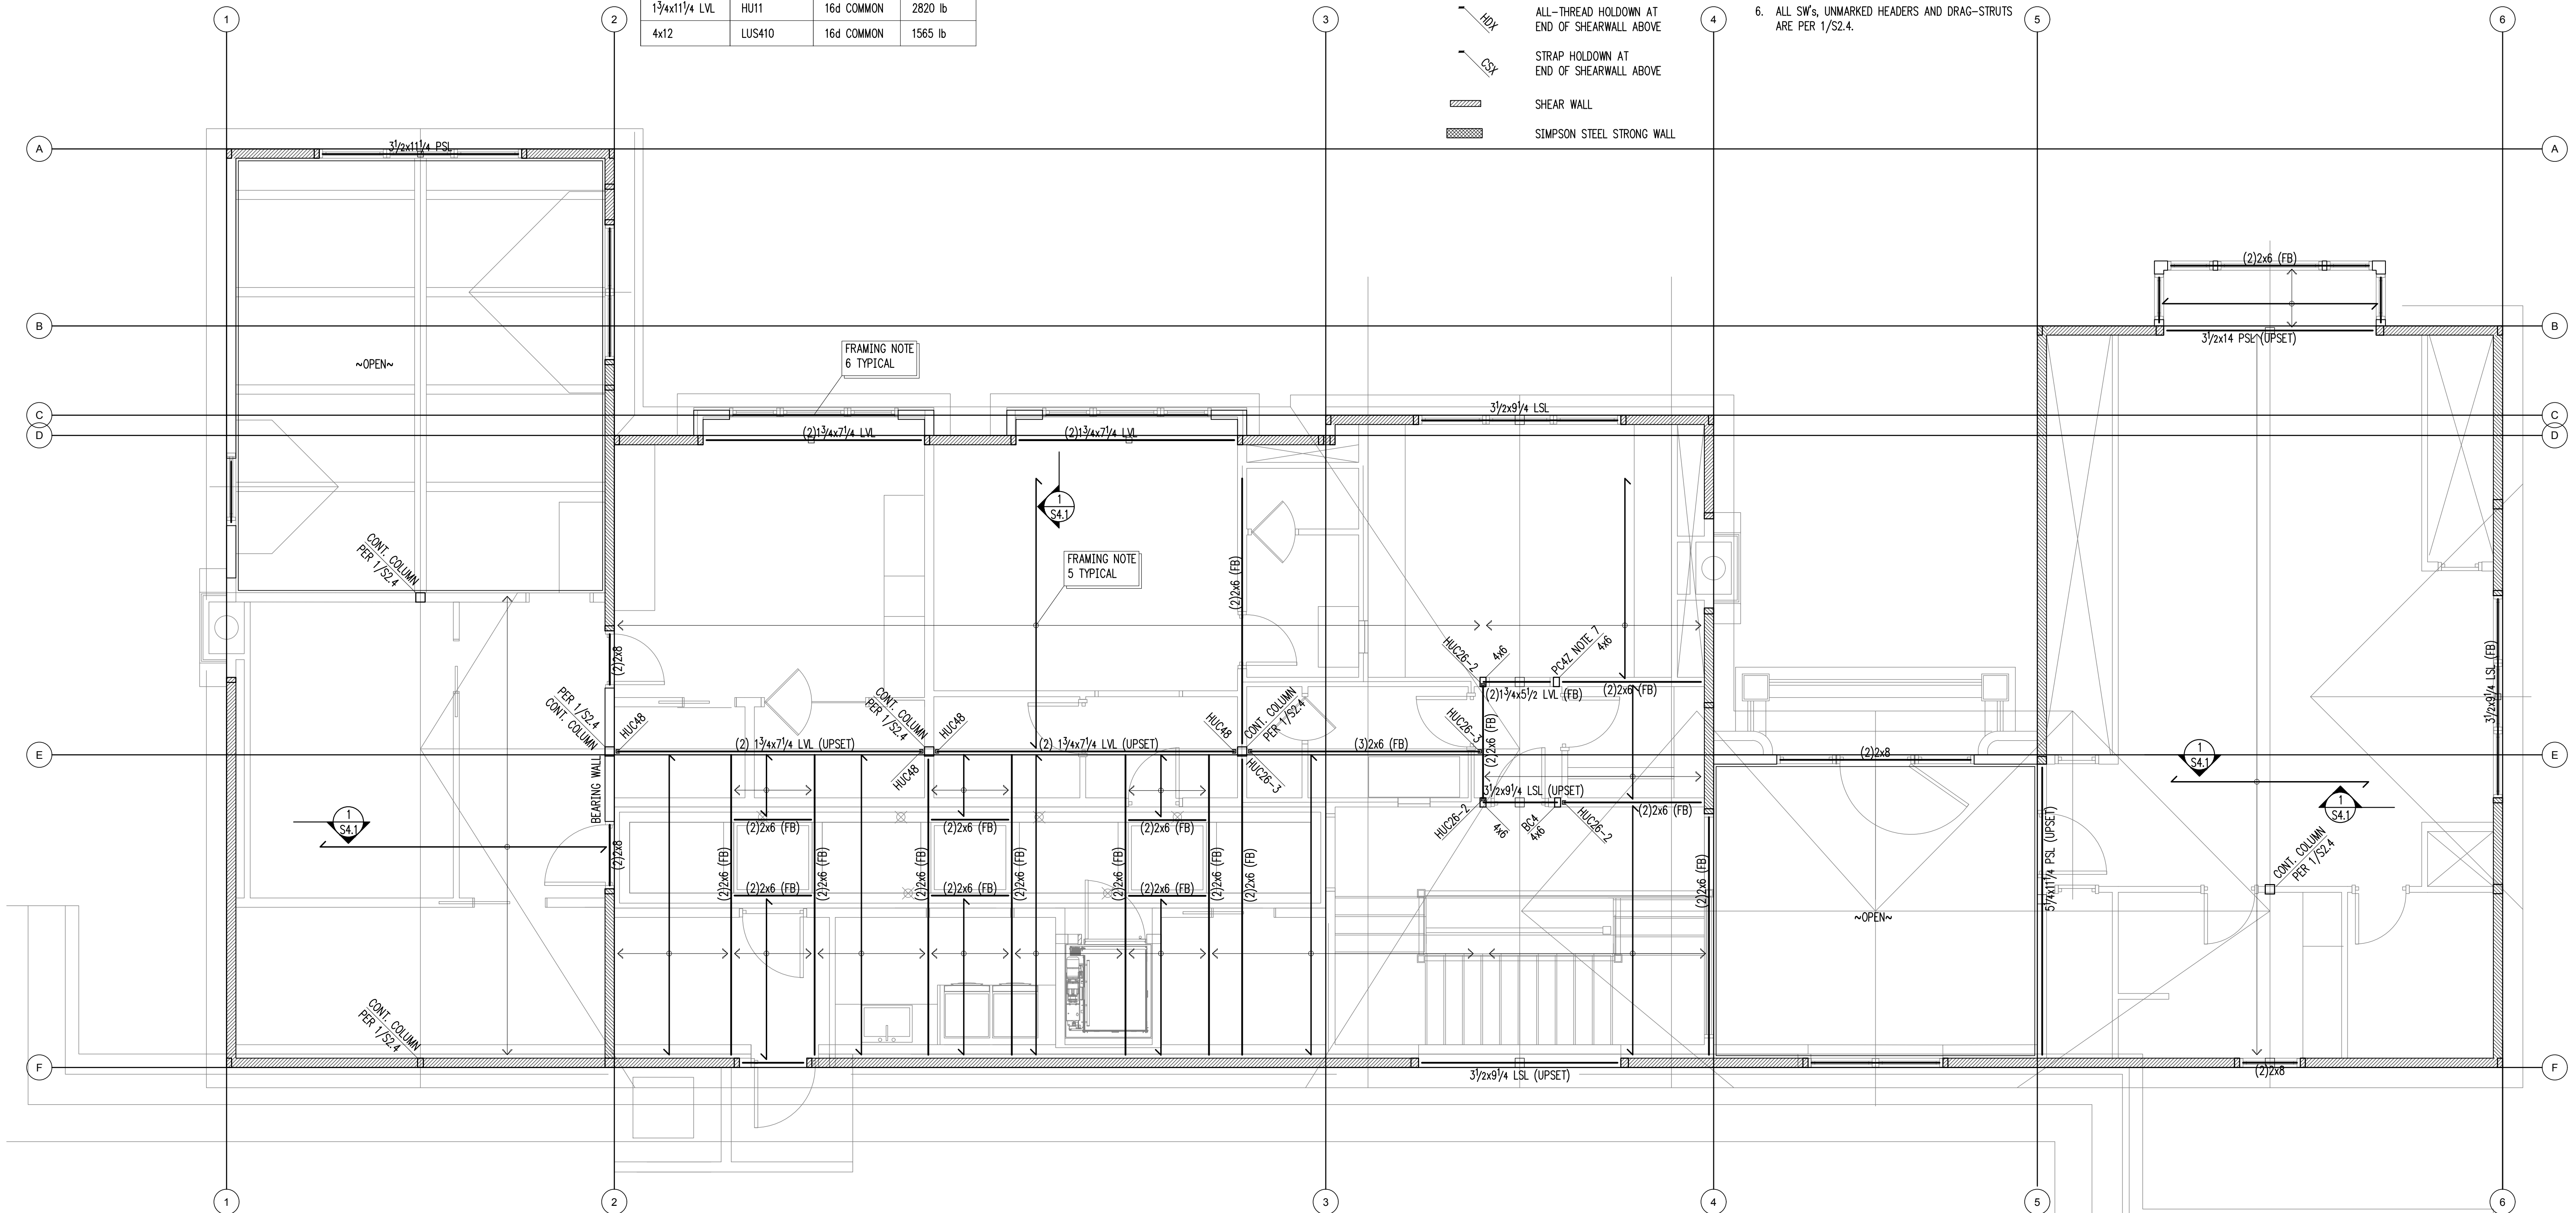 1¾x11¼ LVL HU11 16d COMMON 2820 lb
4x12 LUS410 16d COMMON 1565 lb
HDX
ALL-THREAD HOLDOWN AT
END OF SHEARWALL ABOVE
CSX
STRAP HOLDOWN AT
END OF SHEARWALL ABOVE
SHEAR WALL
SIMPSON STEEL STRONG WALL
6. ALL SW's, UNMARKED HEADERS AND DRAG-STRUTS
ARE PER 1/S2.4.
1
2
3
4
5
6
A
3½x11¼ PSL
A
(2)2x6 (FB)
B
3½x14 PSL (UPSET)
B
~OPEN~
FRAMING NOTE
6 TYPICAL
C
3½x9¼ LSL
C
D
(2)1¾x7¼ LVL
(2)1¾x7¼ LVL
D
1
S4.1
CONT. COLUMN
PER 1/S2.4
FRAMING NOTE
5 TYPICAL
(2)2x6 (FB)
(2)2x8
HUC26-2
4x6
PC4Z NOTE 7
4x6
(2)1¾x5½ LVL (FB)
(2)2x6 (FB)
3½x9¼ LSL (FB)
PER 1/S2.4
CONT. COLUMN
HUC48
CONT. COLUMN
PER 1/S2.4
HUC48
HUC48
CONT. COLUMN
PER 1/S2.4
HUC26-3
(2)2x6 (FB)
E
(2) 1¾x7¼ LVL (UPSET)
(2) 1¾x7¼ LVL (UPSET)
(3)2x6 (FB)
(2)2x8
E
HUC48
HUC26-3
1
S4.1
BEARING WALL
3½x9¼ LSL (UPSET)
(2)2x6 (FB)
HUC26-2
4x6
BC4
4x6
HUC26-2
1
S4.1
1
S4.1
(2)2x6 (FB)
(2)2x6 (FB)
(2)2x6 (FB)
5¼x11¼ PSL (UPSET)
(2)2x8
(2)2x6 (FB)
(2)2x6 (FB)
(2)2x6 (FB)
(2)2x6 (FB)
(2)2x6 (FB)
(2)2x6 (FB)
(2)2x6 (FB)
(2)2x6 (FB)
CONT. COLUMN
PER 1/S2.4
(2)2x6 (FB)
(2)2x6 (FB)
(2)2x6 (FB)
~OPEN~
CONT. COLUMN
PER 1/S2.4
F
3½x9¼ LSL (UPSET)
(2)2x8
F
1
2
3
4
5
6